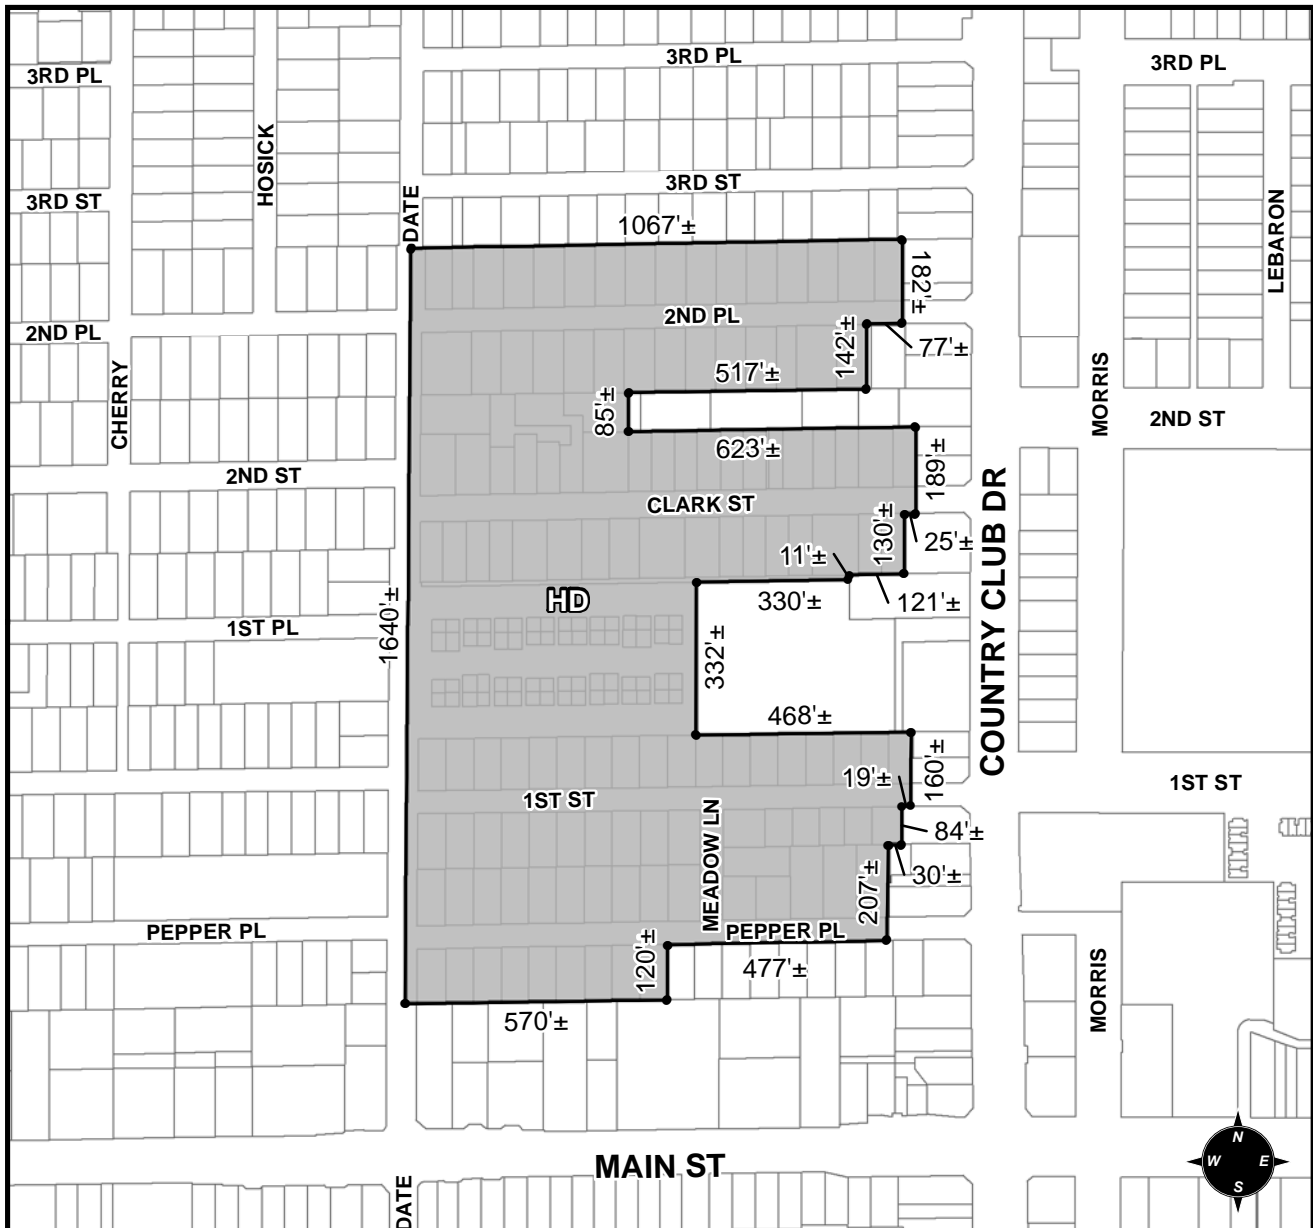 3RD PL
3RD PL
3RD PL
HOSICK
3RD ST
3RD ST
DATE
LEBARON
1067'±
182'±
2ND PL
2ND PL
142'±
77'±
CHERRY
517'±
MORRIS
85'±
2ND ST
623'±
2ND ST
189'±
CLARK ST
COUNTRY CLUB DR
130'±
25'±
11'±
HD
330'±
121'±
1640'±
1ST PL
332'±
468'±
160'±
19'±
1ST ST
1ST ST
MEADOW LN
84'±
30'±
207'±
PEPPER PL
PEPPER PL
120'±
477'±
MORRIS
570'±
MAIN ST
N
W E
S
DATE